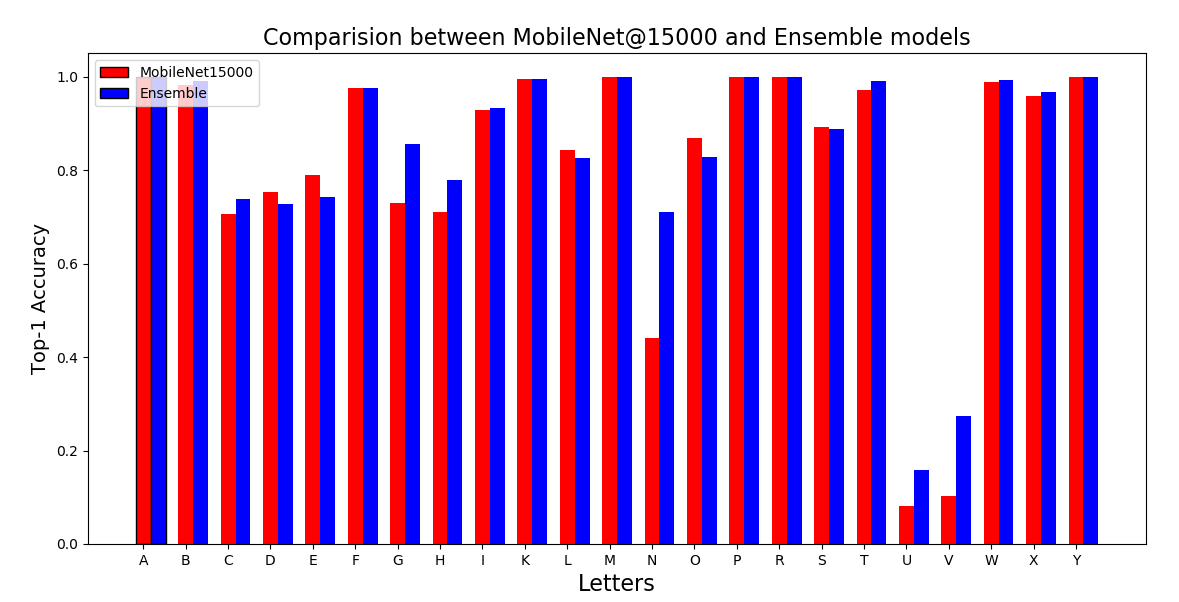 Comparision between MobileNet@15000 and Ensemble models
MobileNet15000
Ensemble
1.0
0.8
0.6
0.4
0.2
0.0
Top-1 Accuracy
A B C D E F G H I K L M N O P R S T U V W X Y
Letters